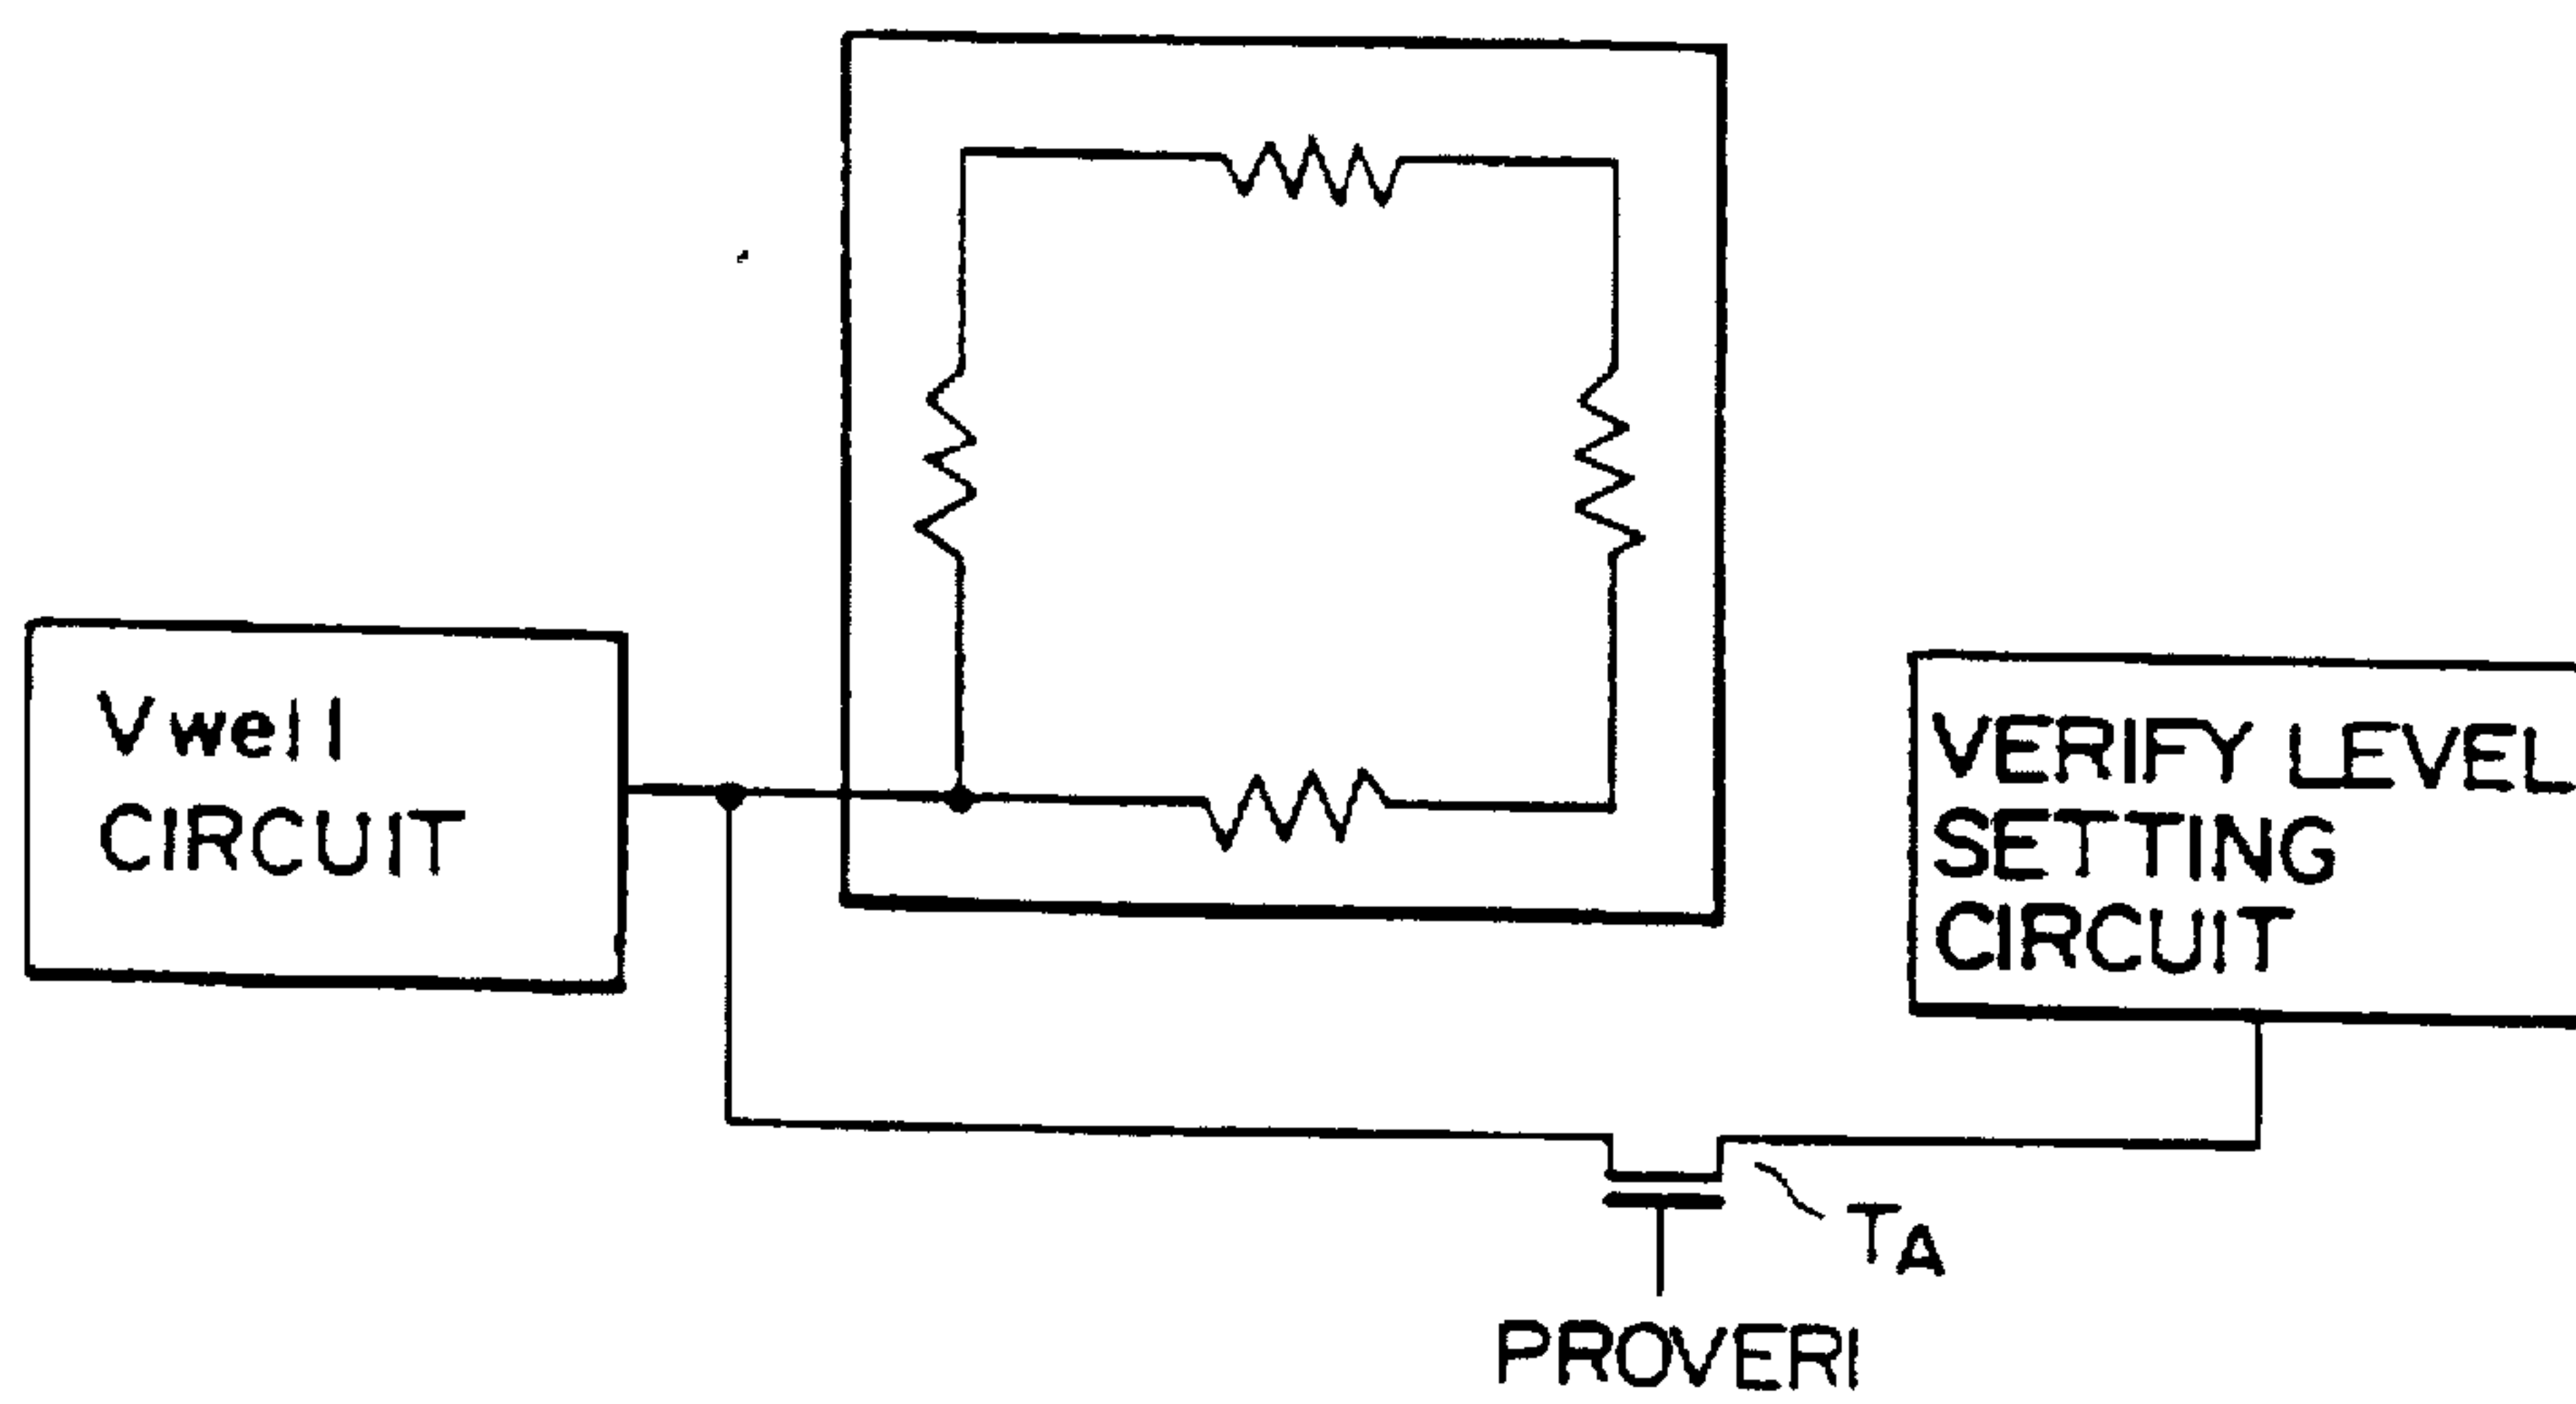 Vwell
CIRCUIT
VERIFY LEVEL
SETTING
CIRCUIT
TA
PROVERI